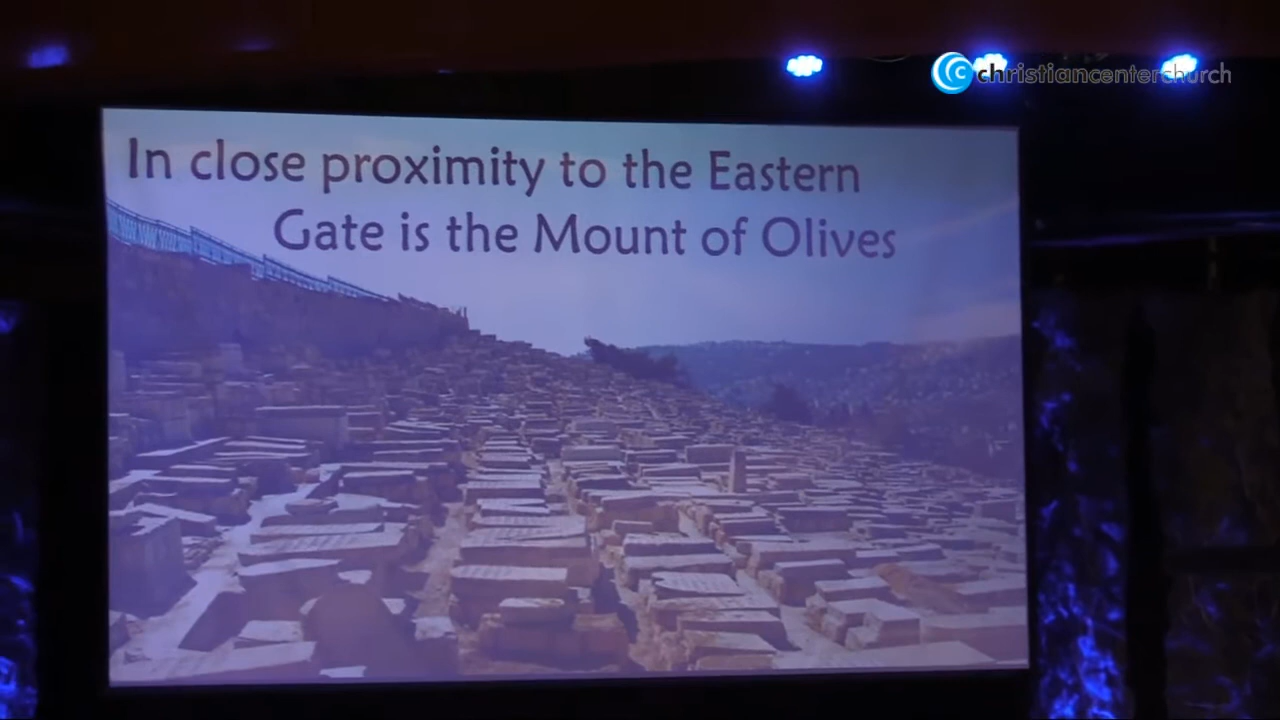 christiancenterchurch
In close proximity to the Eastern
Gate is the Mount of Olives